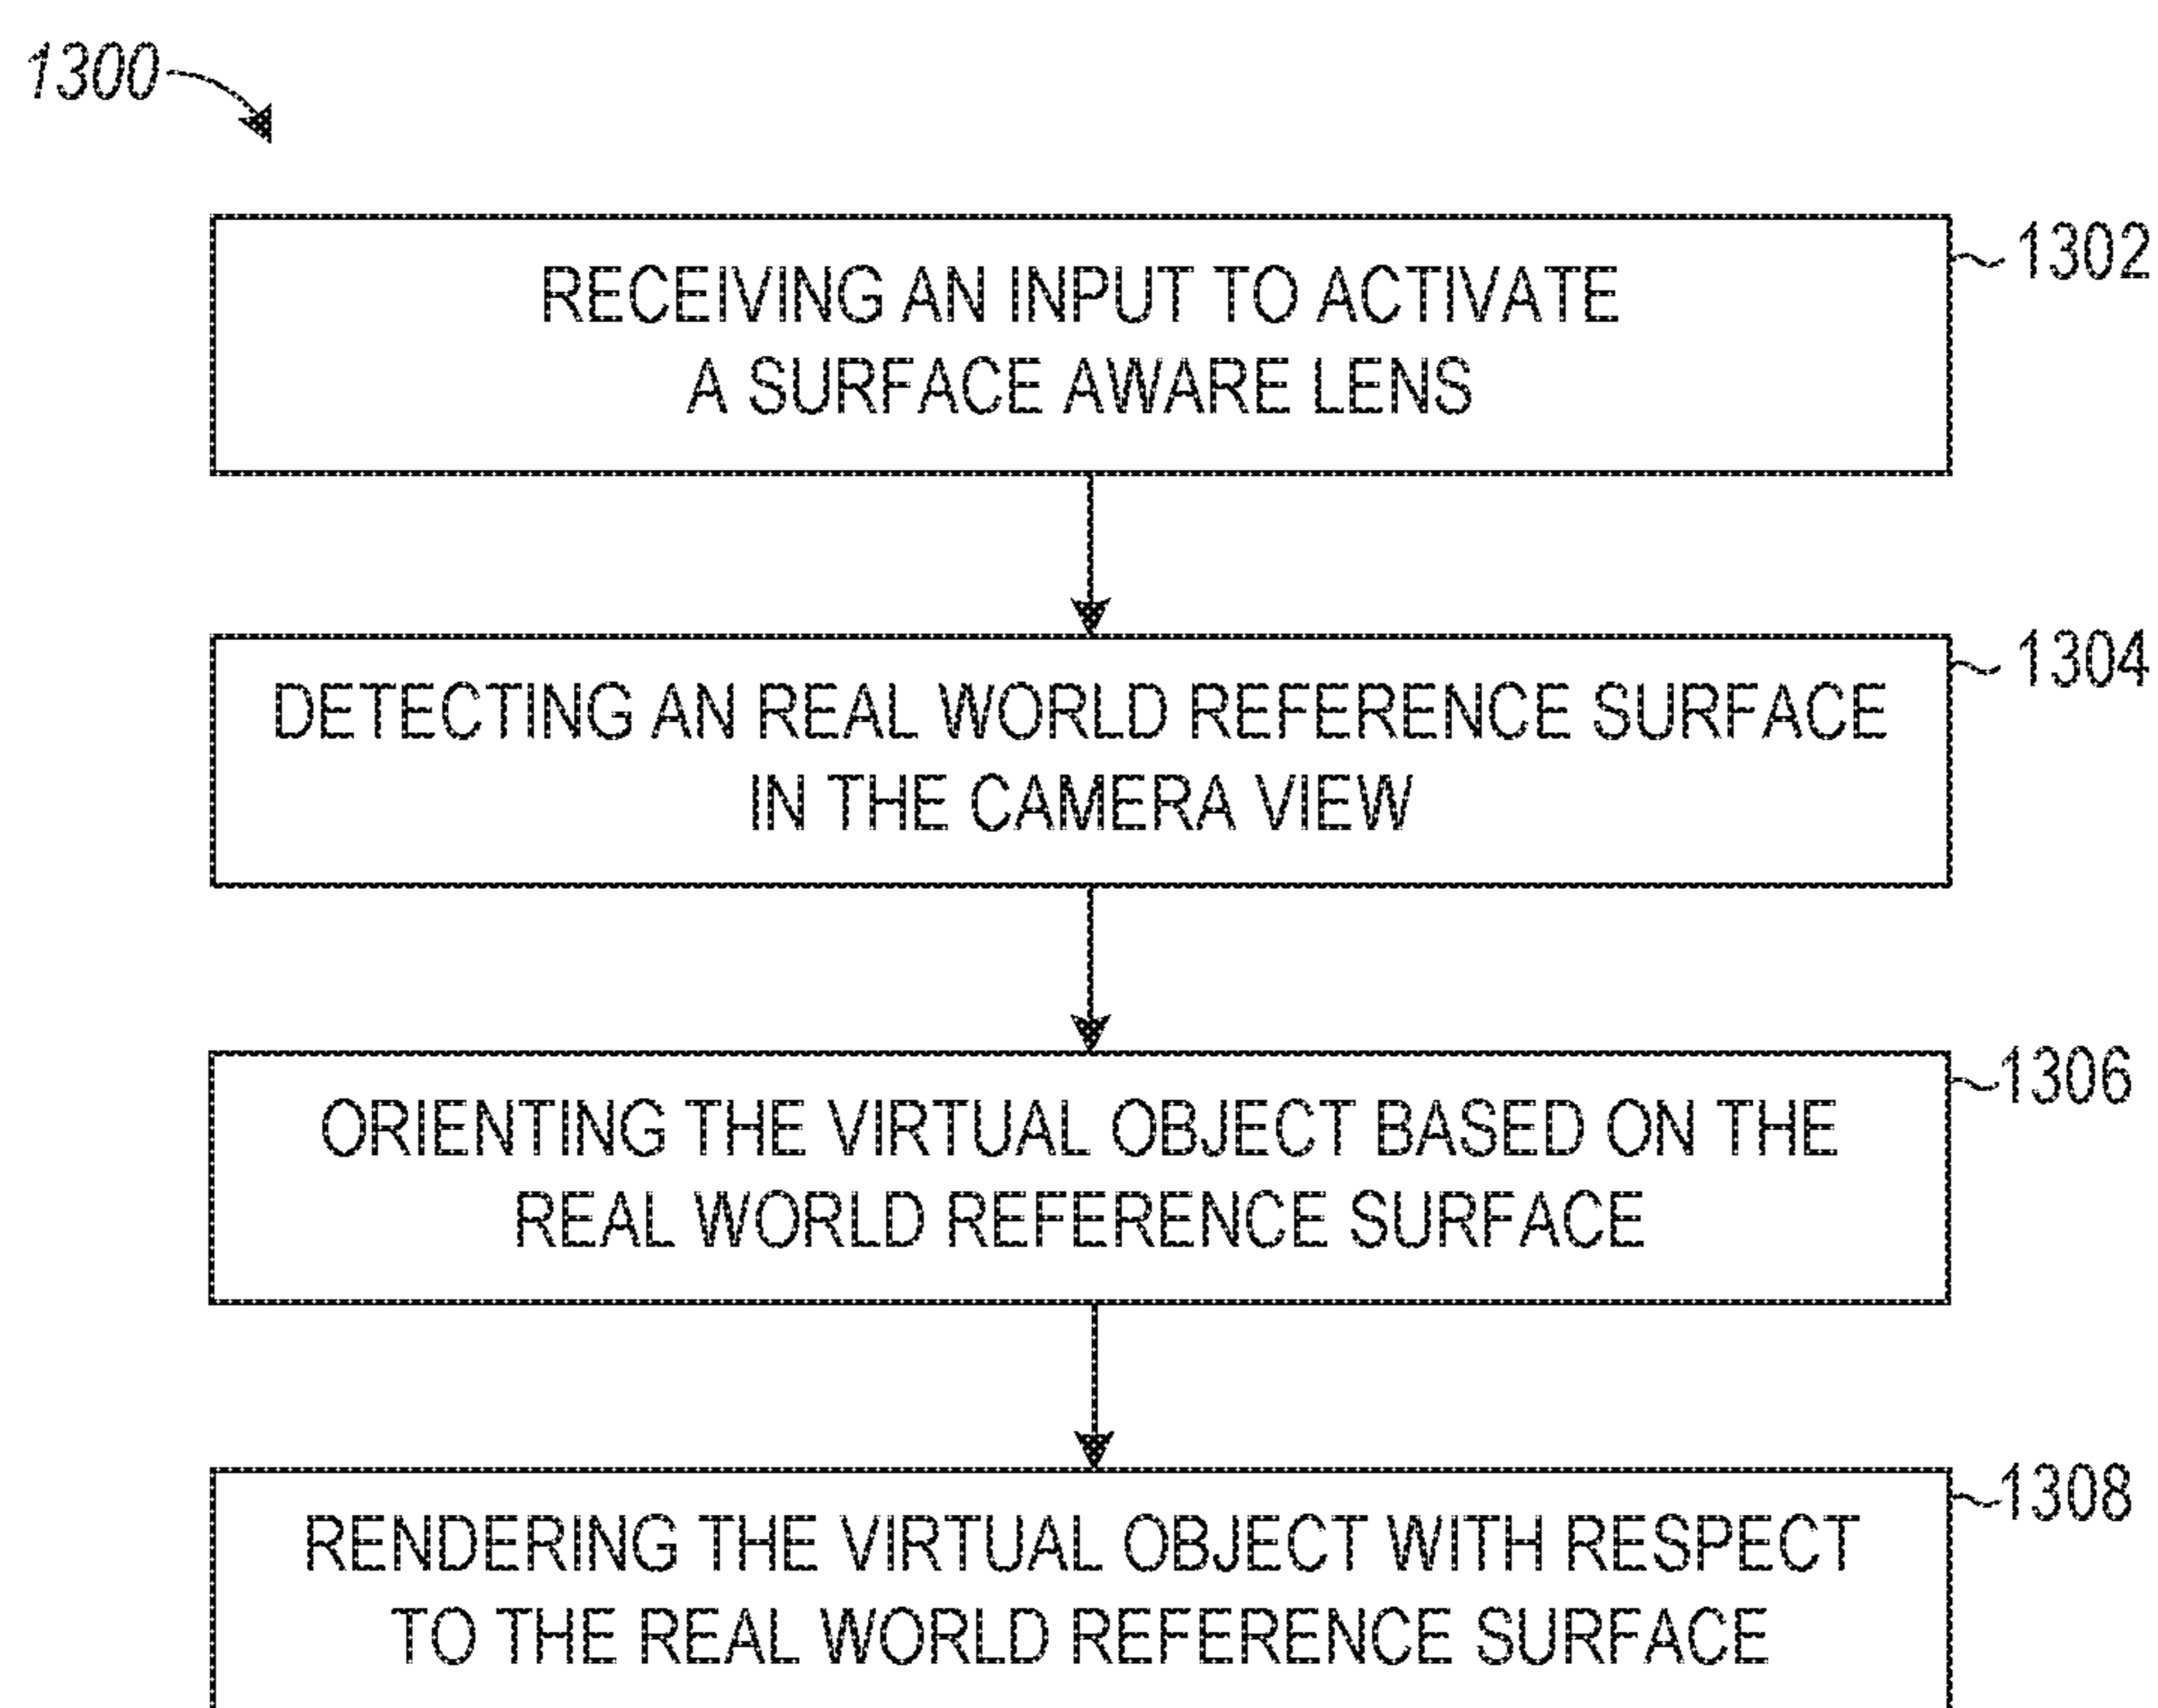 1300
RECEIVING AN INPUT TO ACTIVATE
A SURFACE AWARE LENS
1302
DETECTING AN REAL WORLD REFERENCE SURFACE
IN THE CAMERA VIEW
1304
ORIENTING THE VIRTUAL OBJECT BASED ON THE
REAL WORLD REFERENCE SURFACE
1306
RENDERING THE VIRTUAL OBJECT WITH RESPECT
TO THE REAL WORLD REFERENCE SURFACE
1308